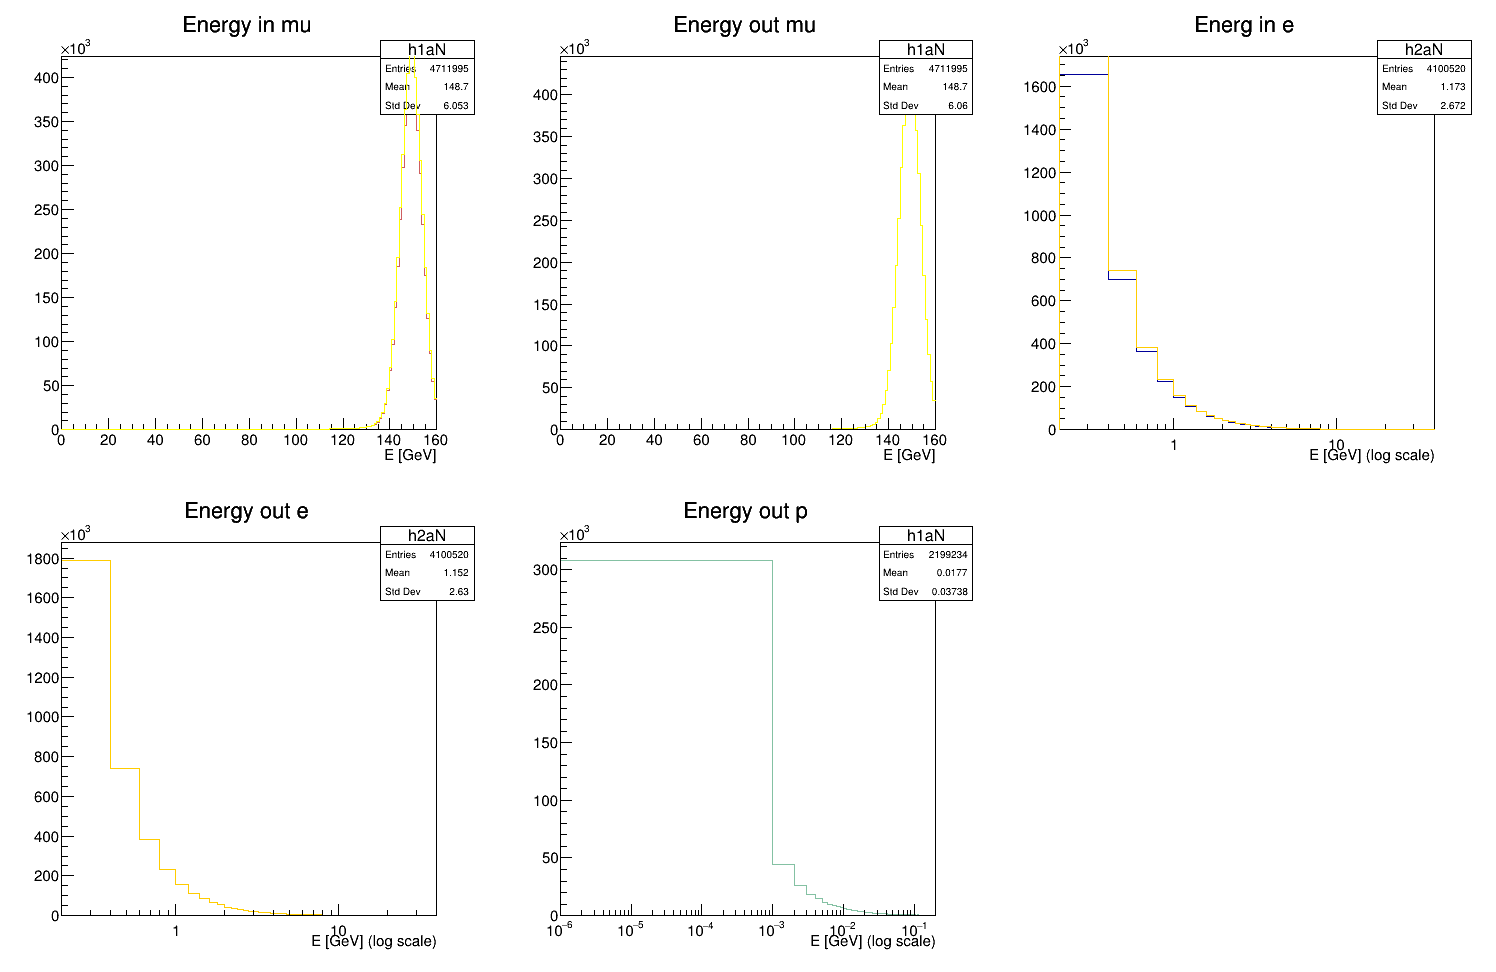 Energy in mu
×10³
h1aN
Entries 4711995
Mean 148.7
Std Dev 6.053
400
350
300
250
200
150
100
50
0
0 20 40 60 80 100 120 140 160
E [GeV]
Energy out mu
×10³
h1aN
Entries 4711995
Mean 148.7
Std Dev 6.06
400
350
300
250
200
150
100
50
0
0 20 40 60 80 100 120 140 160
E [GeV]
Energ in e
×10³
h2aN
Entries 4100520
Mean 1.173
Std Dev 2.672
1600
1400
1200
1000
800
600
400
200
0
1 10
E [GeV] (log scale)
Energy out e
×10³
h2aN
Entries 4100520
Mean 1.152
Std Dev 2.63
1800
1600
1400
1200
1000
800
600
400
200
0
1 10
E [GeV] (log scale)
Energy out p
×10³
h1aN
Entries 2199234
Mean 0.0177
Std Dev 0.03738
300
250
200
150
100
50
0
10⁻⁶ 10⁻⁵ 10⁻⁴ 10⁻³ 10⁻² 10⁻¹
E [GeV] (log scale)